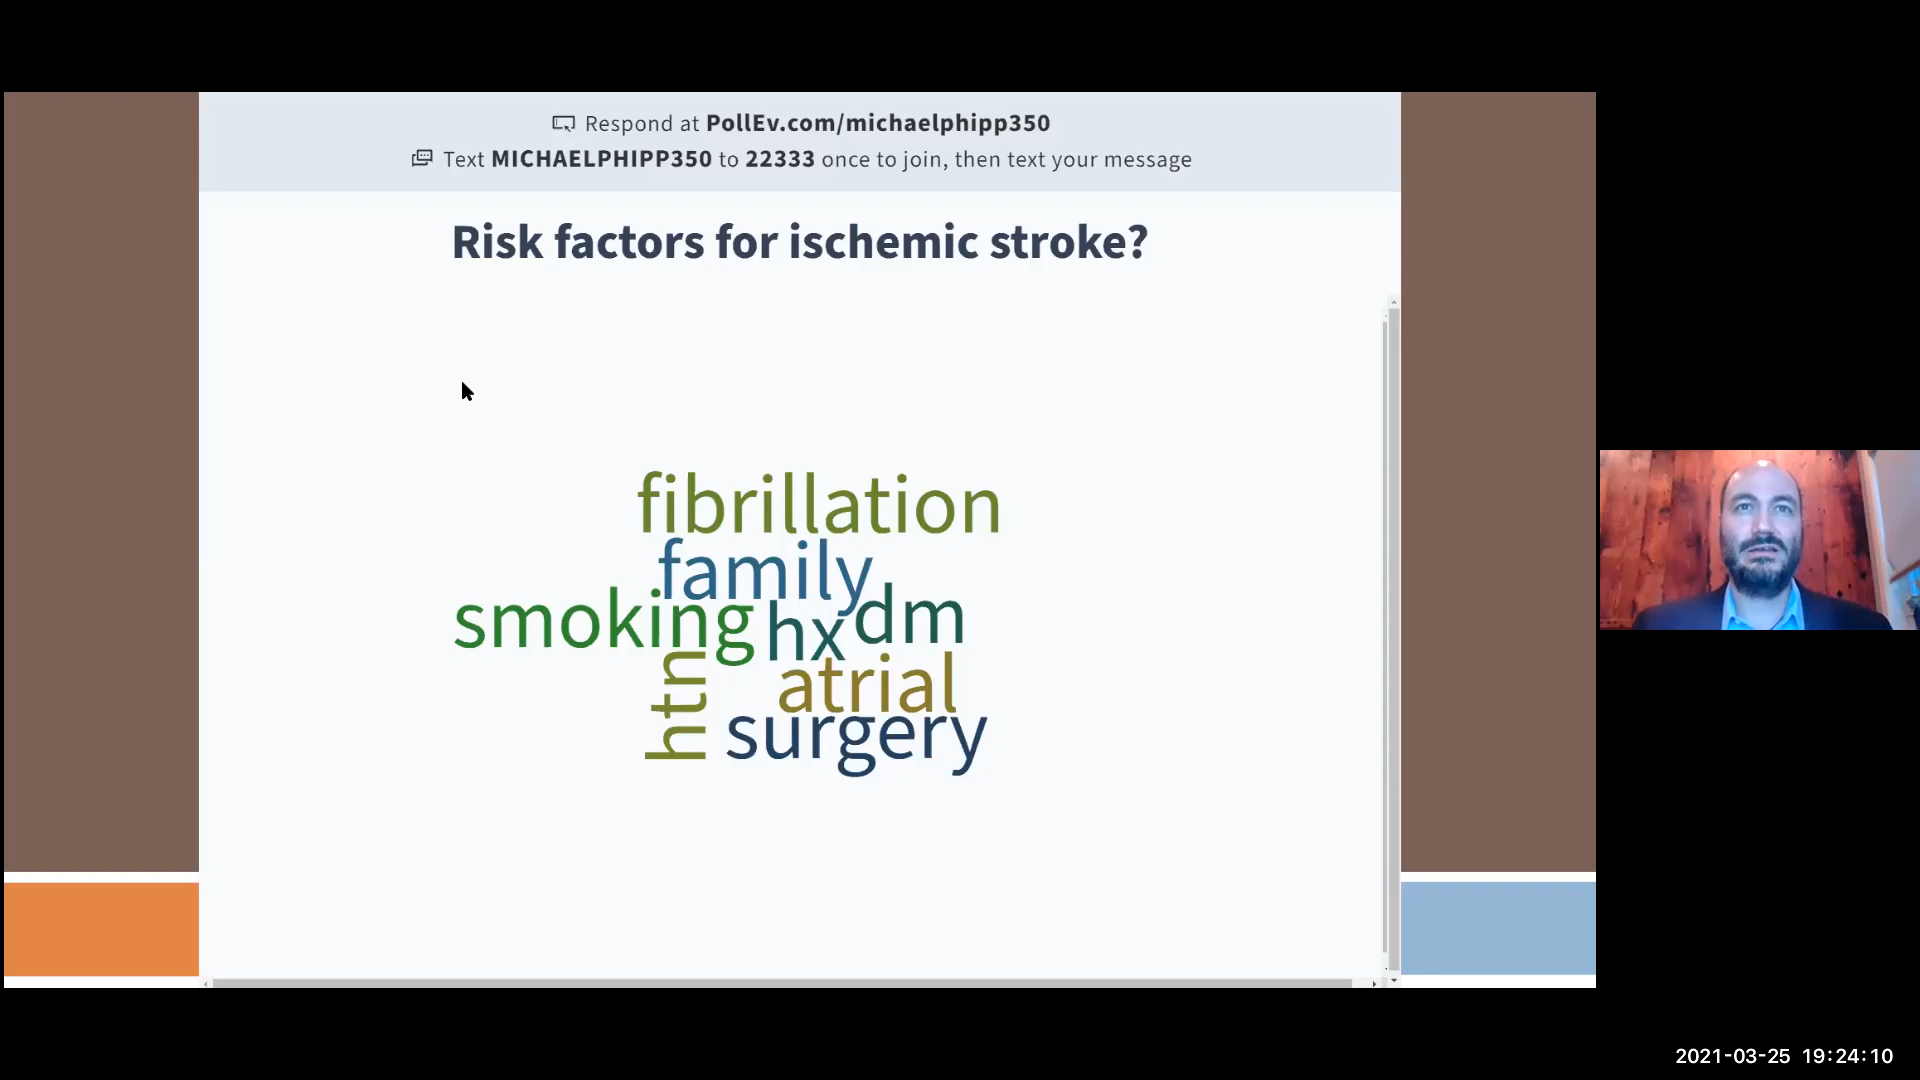 Respond at PollEv.com/michaelphipp350
Text MICHAELPHIPP350 to 22333 once to join, then text your message
Risk factors for ischemic stroke?
fibrillation
family
smoking hx dm
htn atrial
surgery
2021-03-25 19:24:10